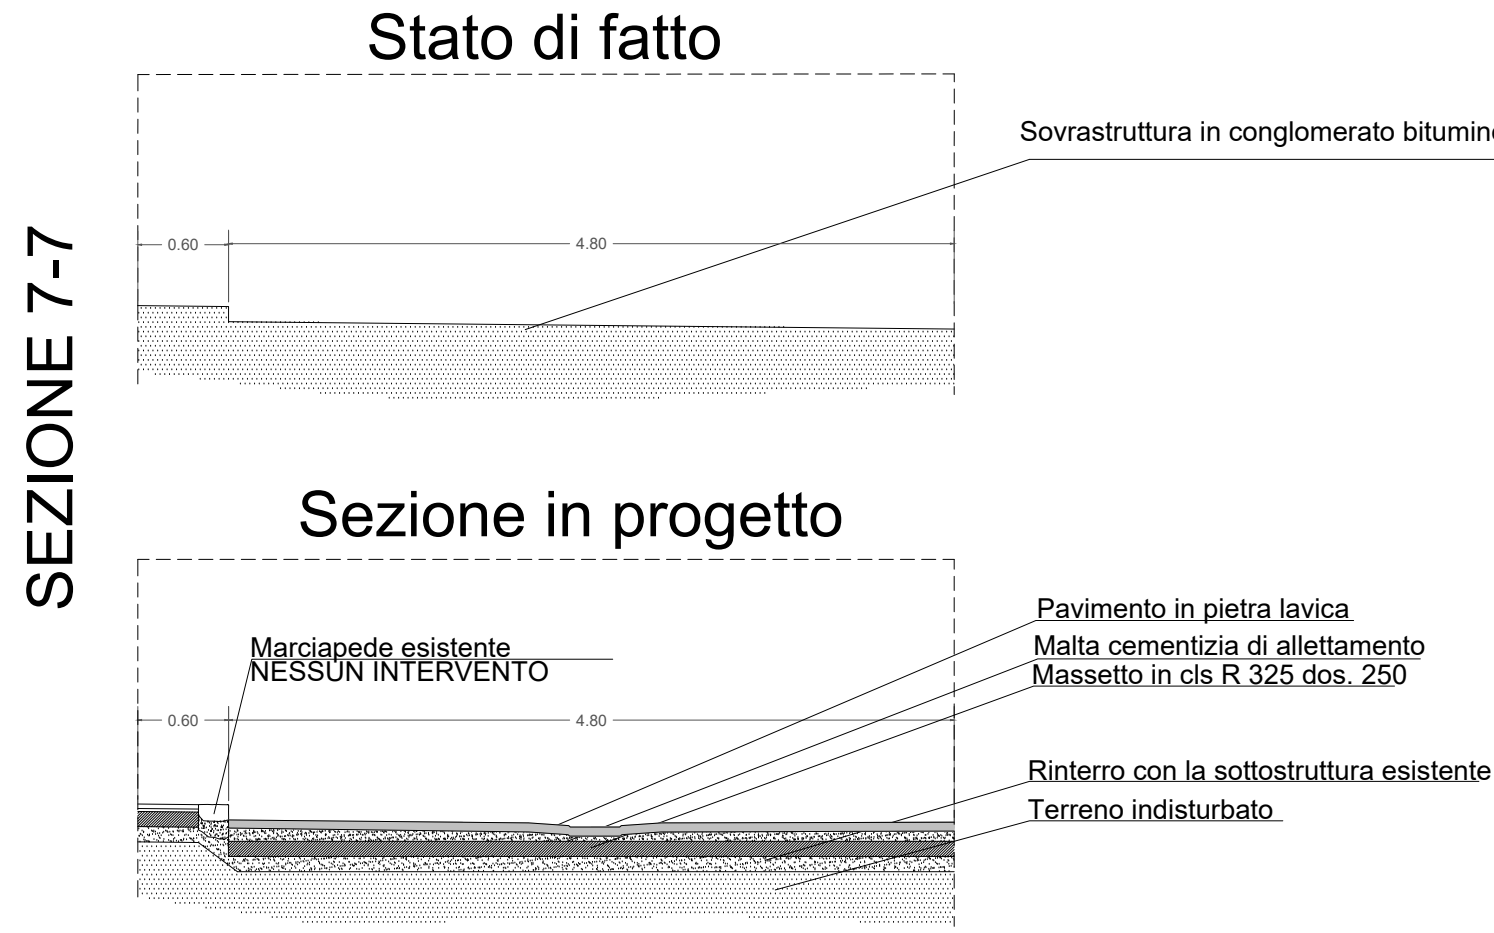 Stato di fatto
Sovrastruttura in conglomerato
0.60
4.80
SEZIONE 7-7
Sezione in progetto
Pavimento in pietra lavica
Malta cementizia di allettamento
Massetto in cls R 325 dos. 250
Marciapede esistente
NESSUN INTERVENTO
0.60
4.80
Rinterro con la sottostruttura esistente
Terreno indisturbato